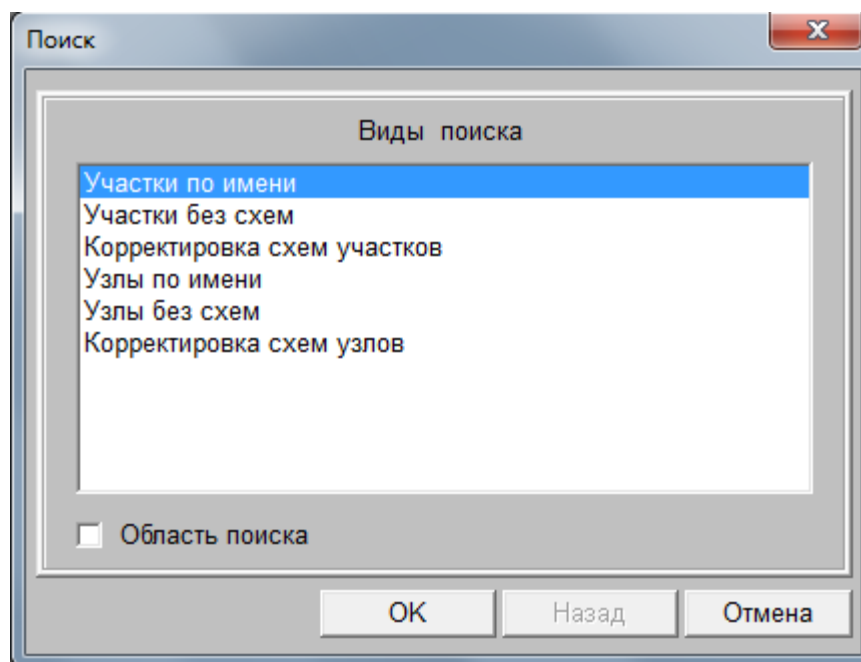 Поиск
Виды поиска
Участки по имени
Участки без схем
Корректировка схем участков
Узлы по имени
Узлы без схем
Корректировка схем узлов
Область поиска
OK
Назад
Отмена